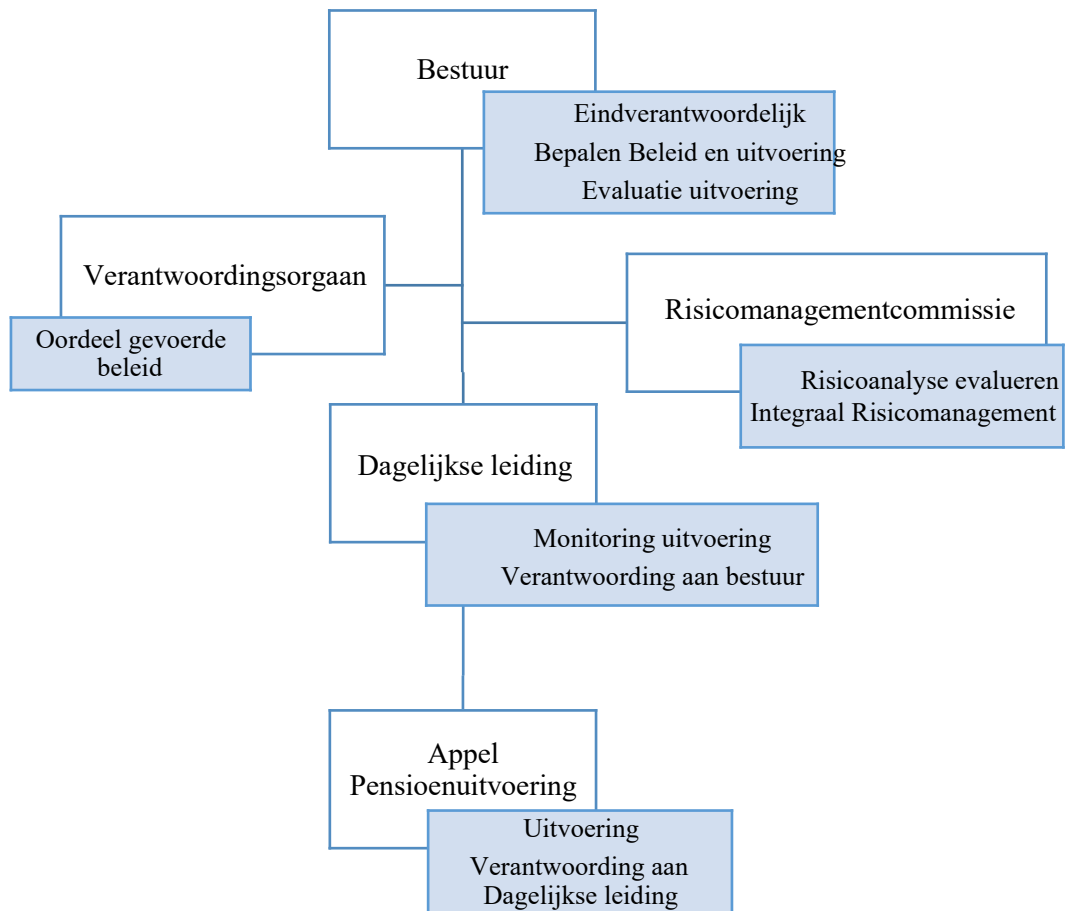 Bestuur
Eindverantwoordelijk
Bepalen Beleid en uitvoering
Evaluatie uitvoering
Verantwoordingsorgaan
Oordeel gevoerde
beleid
Risicomanagementcommissie
Risicoanalyse evalueren
Integraal Risicomanagement
Dagelijkse leiding
Monitoring uitvoering
Verantwoording aan bestuur
Appel
Pensioenuitvoering
Uitvoering
Verantwoording aan
Dagelijkse leiding